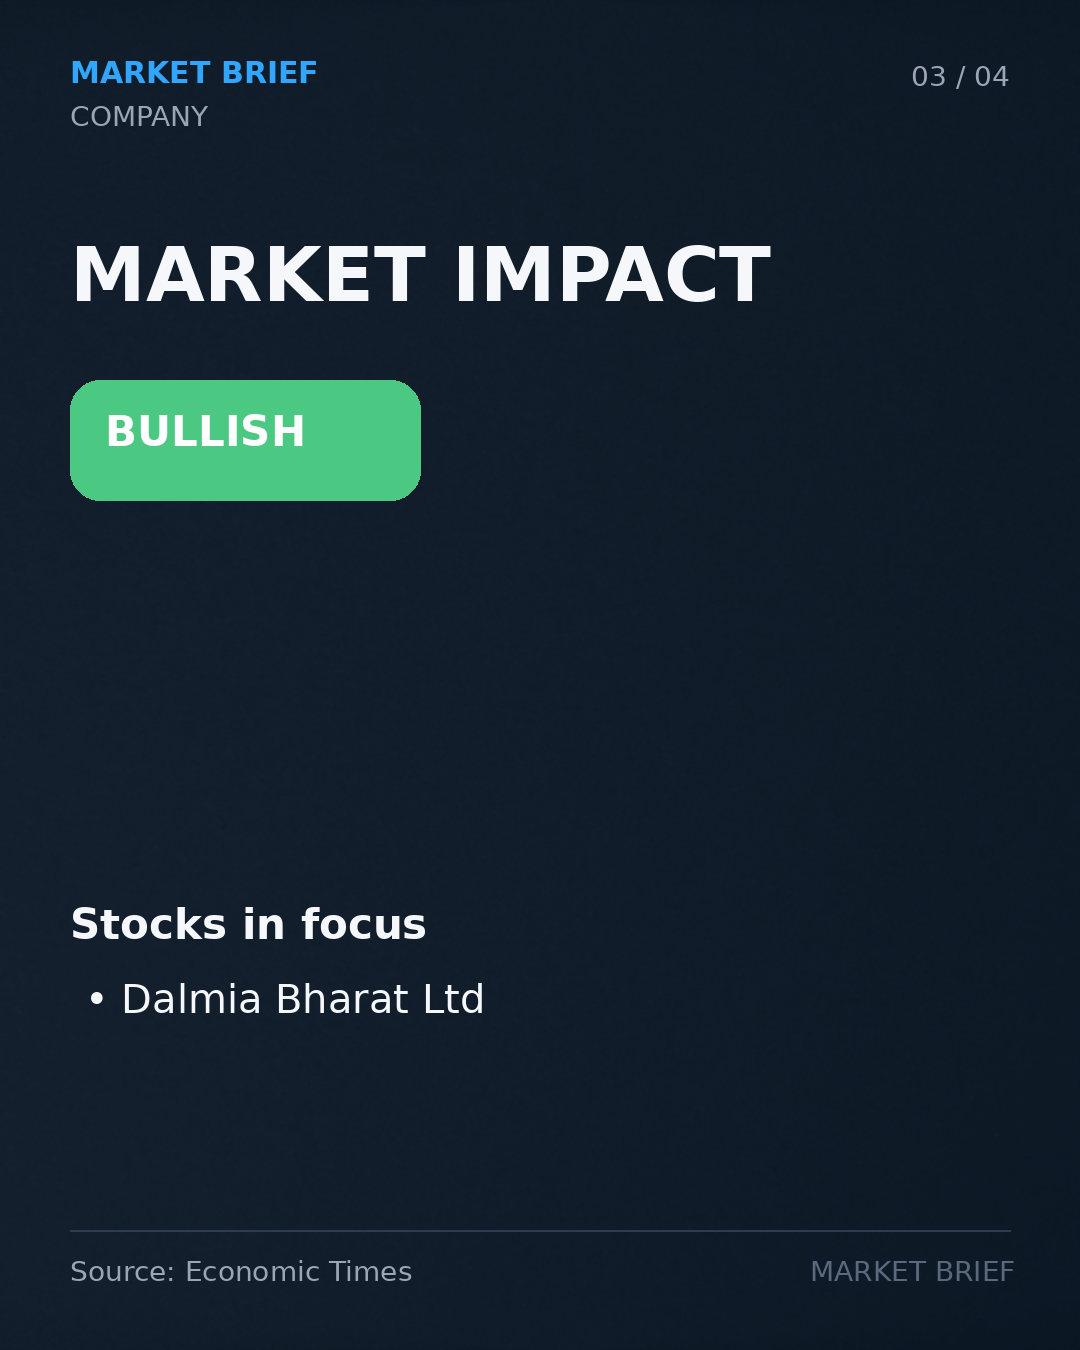 MARKET BRIEF
03 / 04
COMPANY
MARKET IMPACT
BULLISH
Stocks in focus
• Dalmia Bharat Ltd
Source: Economic Times
MARKET BRIEF